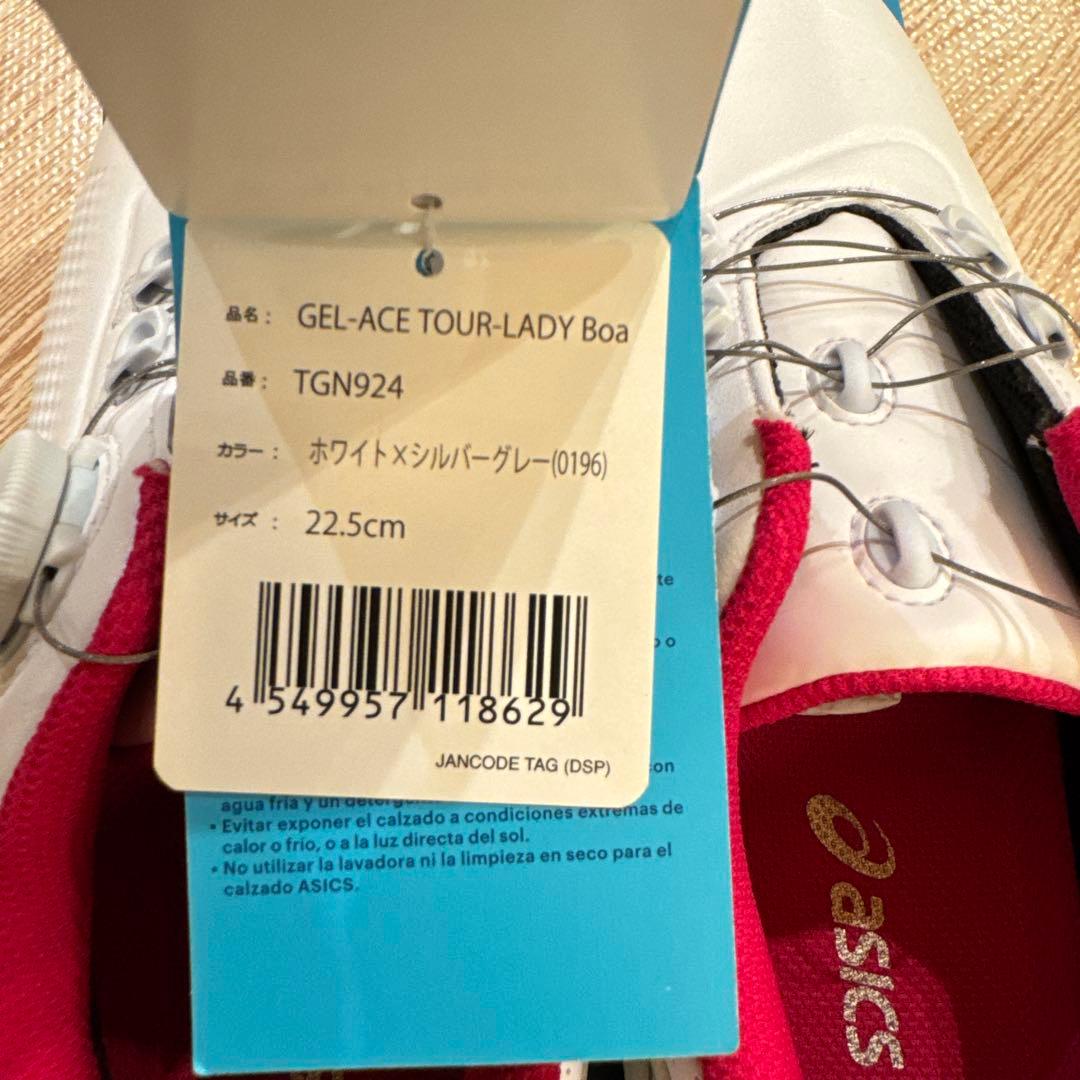 品名： GEL-ACE TOUR-LADY Boa
品番： TGN924
カラー： ホワイト×シルバーグレー(0196)
サイズ： 22.5cm
4 549957 118629
JANCODE TAG (DSP)
te
o
con
agua fría y un
• Evitar exponer el calzado a condiciones extremas de
calor o frío, o a la luz directa del sol.
• No utilizar la lavadora ni la limpieza en seco para el
calzado ASICS.
asics